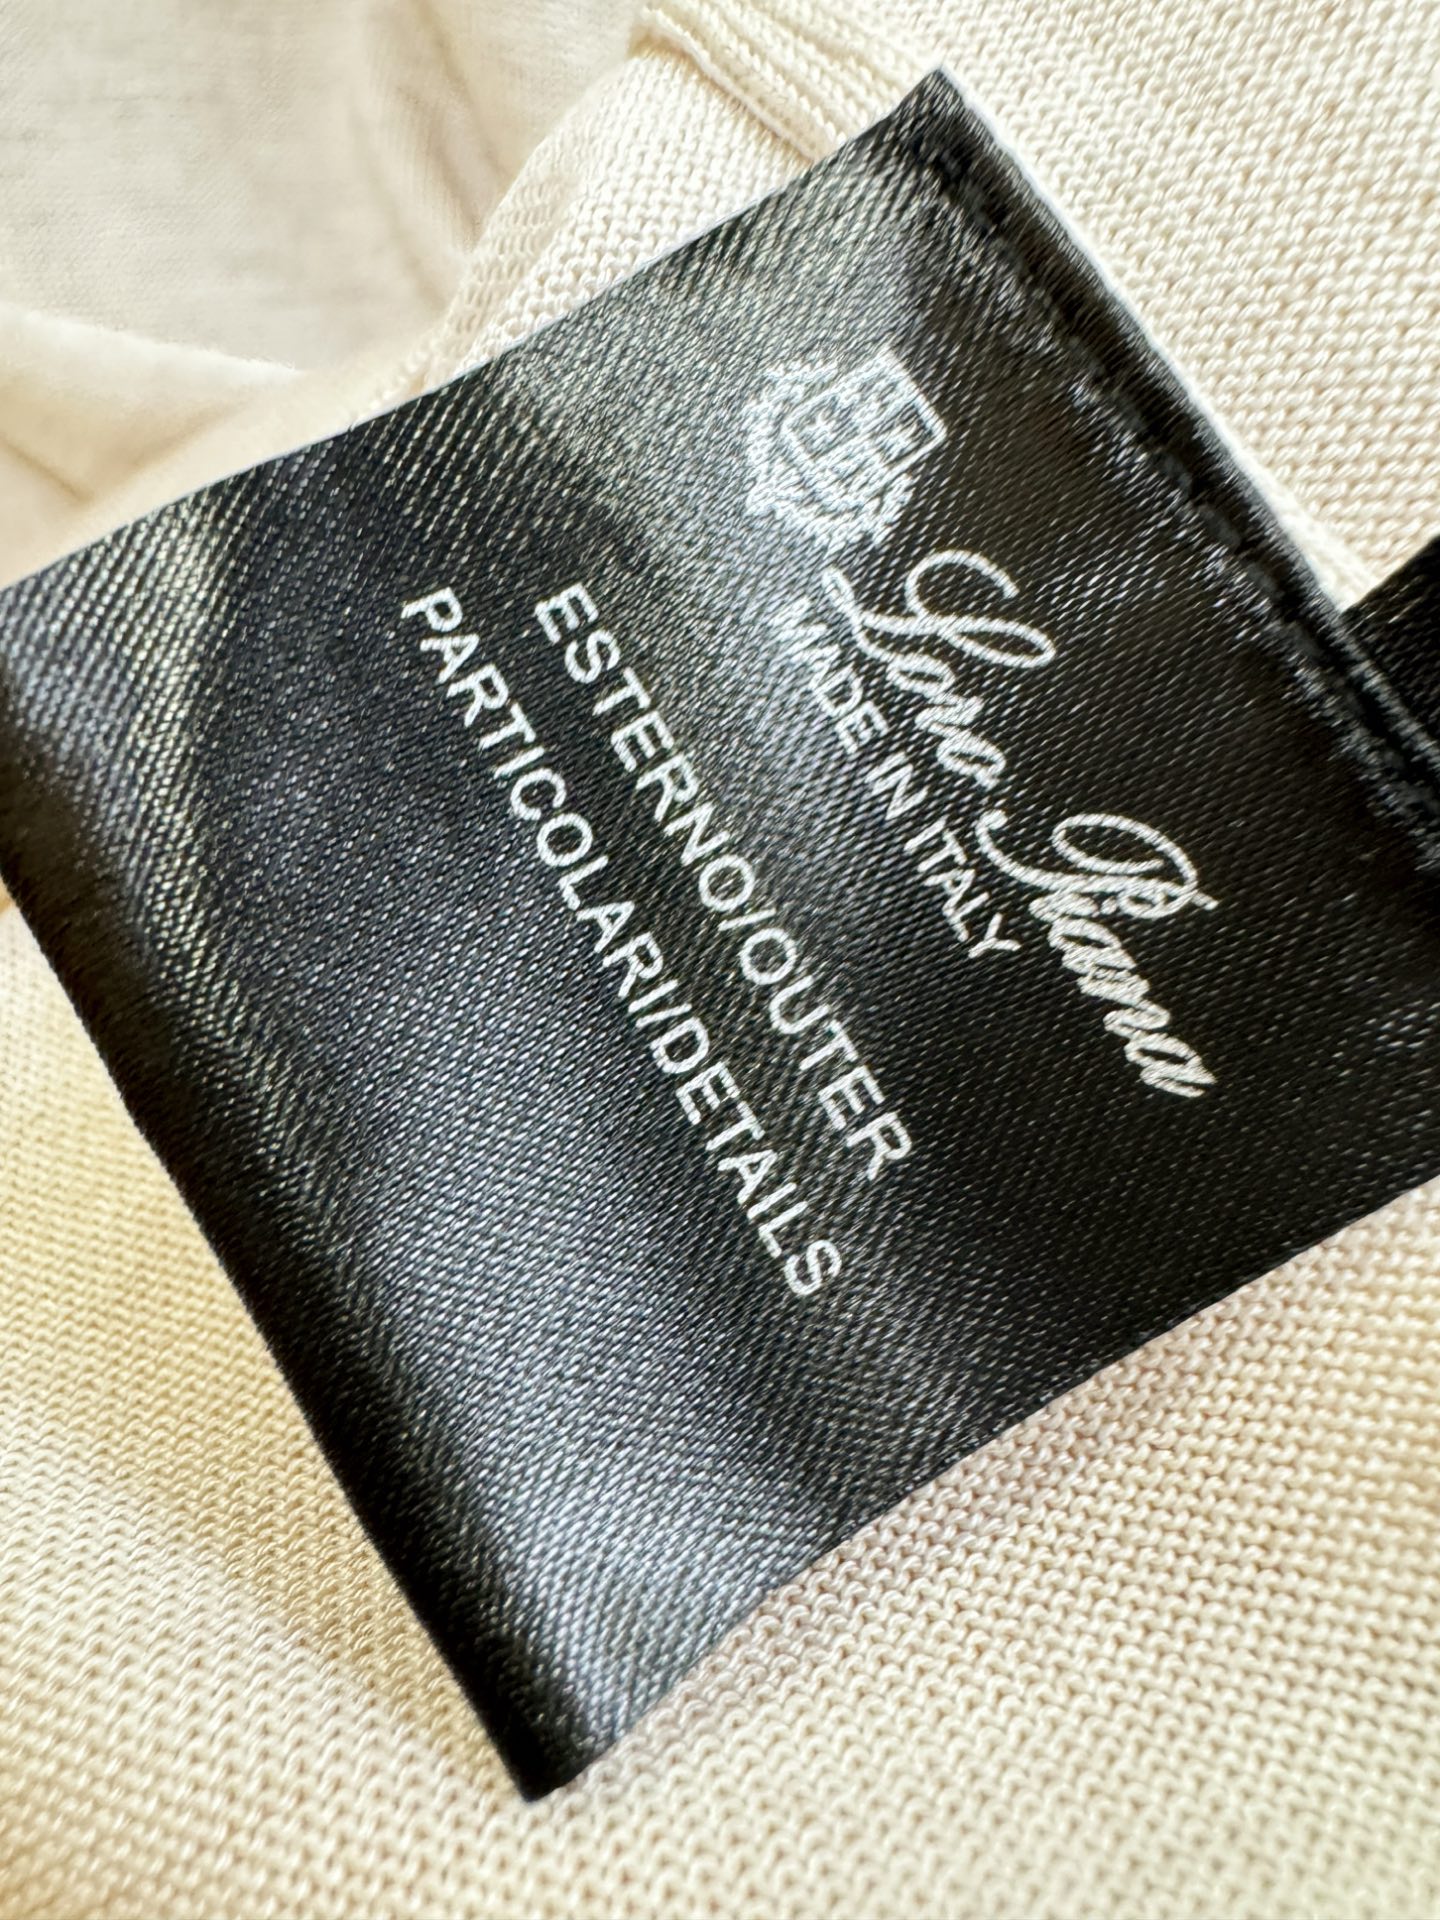 Loro Piana
MADE IN ITALY
ESTERNO/OUTER
PARTICOLARI/DETAILS